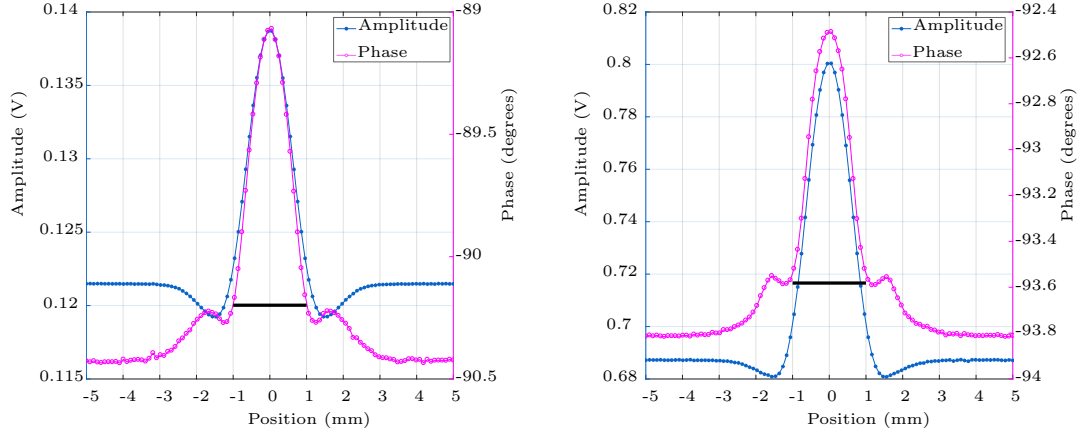 0.14
0.135
0.13
0.125
0.12
0.115
Amplitude (V)
-5 -4 -3 -2 -1 0 1 2 3 4 5
Position (mm)
-89
-89.5
-90
-90.5
Phase (degrees)
Amplitude
Phase
0.82
0.8
0.78
0.76
0.74
0.72
0.7
0.68
Amplitude (V)
-5 -4 -3 -2 -1 0 1 2 3 4 5
Position (mm)
-92.4
-92.6
-92.8
-93
-93.2
-93.4
-93.6
-93.8
-94
Phase (degrees)
Amplitude
Phase